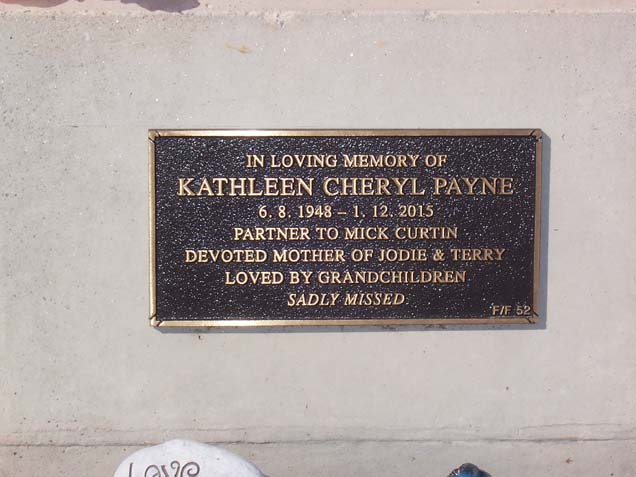 IN LOVING MEMORY OF
KATHLEEN CHERYL PAYNE
6. 8. 1948 – 1. 12. 2015
PARTNER TO MICK CURTIN
DEVOTED MOTHER OF JODIE & TERRY
LOVED BY GRANDCHILDREN
SADLY MISSED
F/F 52
Love